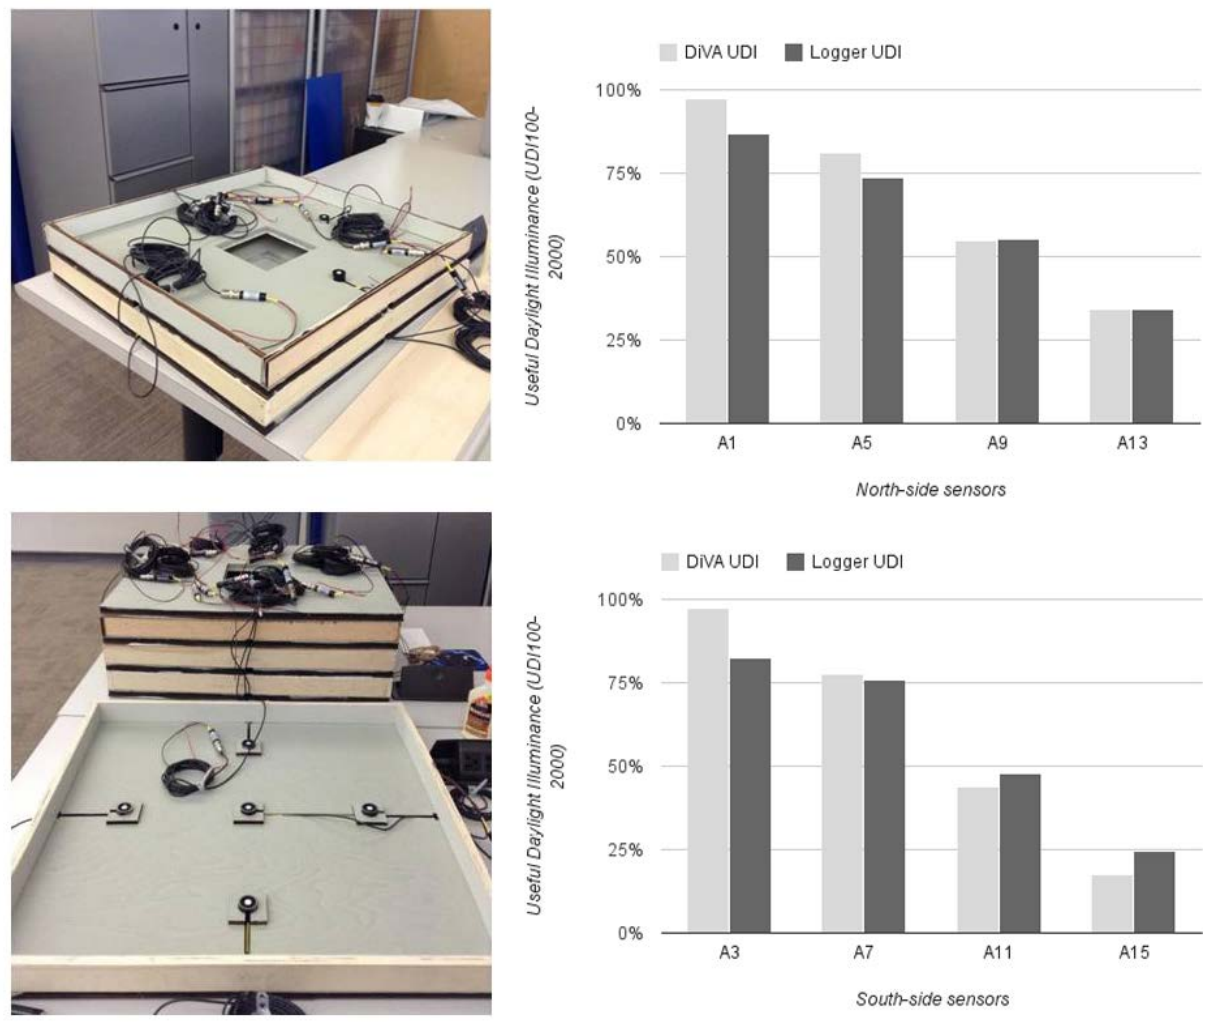 DiVA UDI Logger UDI
100%
75%
50%
25%
0%
Useful Daylight Illuminance (UDI100-
2000)
A1 A5 A9 A13
North-side sensors
DiVA UDI Logger UDI
100%
75%
50%
25%
0%
Useful Daylight Illuminance (UDI100-
2000)
A3 A7 A11 A15
South-side sensors